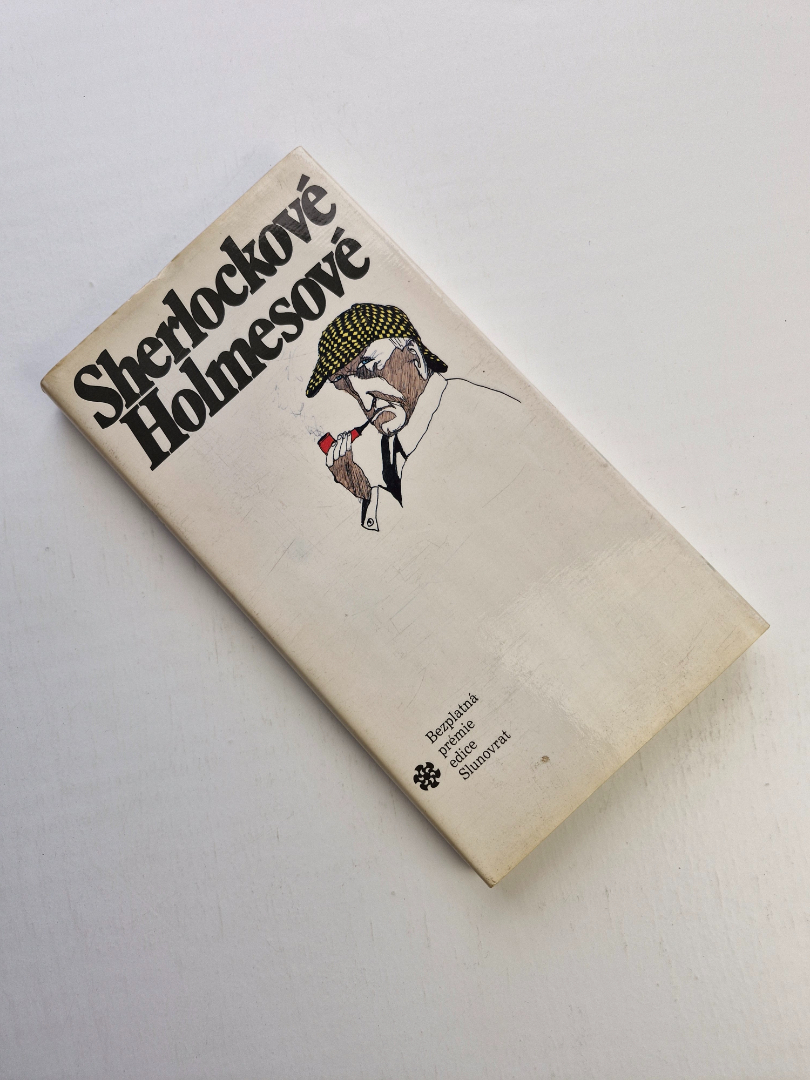 Sherlockové
Holmesové
Bezplatná
prémie
edice
Slunovrat